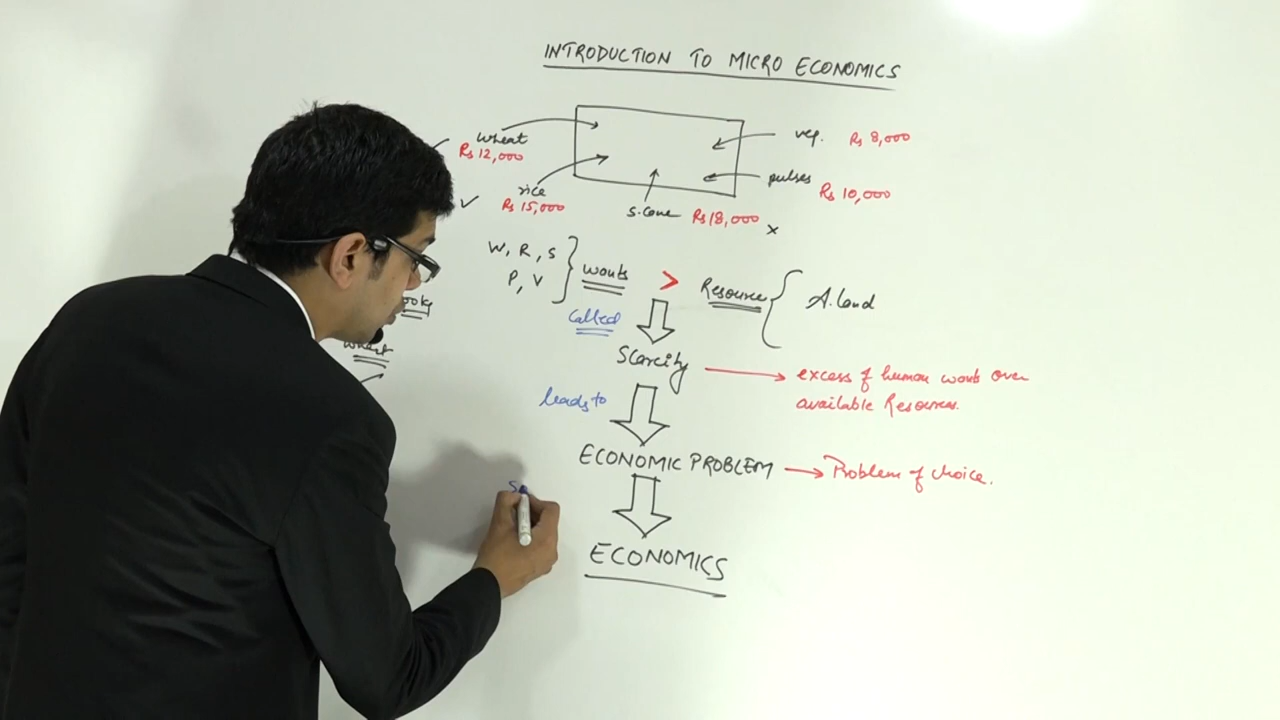 INTRODUCTION TO MICRO ECONOMICS
wheat
Rs 12,000
veg. Rs 8,000
rice
Rs 15,000
pulses Rs 10,000
s.cane Rs 18,000 x
W, R, S
P, V
wants > Resource
A.land
Called
Scarcity
excess of human wants over
available Resources.
leads to
ECONOMIC PROBLEM
Problem of choice.
ECONOMICS